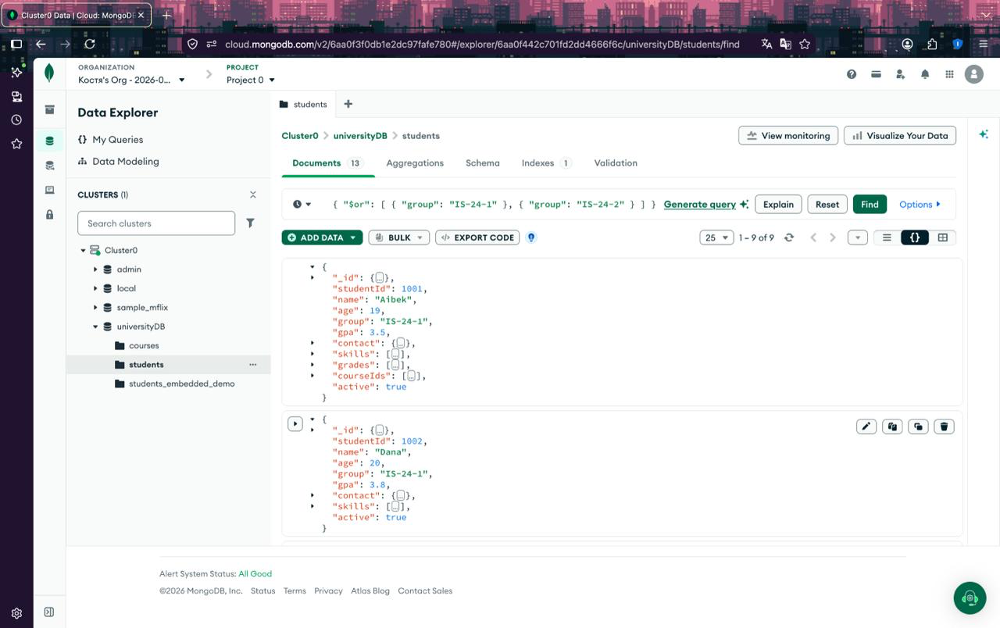 Cluster0 Data | Cloud: MongoD
cloud.mongodb.com/v2/6aa0f3f0db1e2dc97fafe780#/explorer/6aa0f442c701fd2dd4666f6c/universityDB/students/find
ORGANIZATION
Костя's Org - 2026-0...
PROJECT
Project 0
Data Explorer
My Queries
Data Modeling
CLUSTERS (1)
Search clusters
Cluster0
admin
local
sample_mflix
universityDB
courses
students
students_embedded_demo
students
Cluster0 > universityDB > students
View monitoring
Visualize Your Data
Documents 13
Aggregations
Schema
Indexes 1
Validation
{ "$or": [ { "group": "IS-24-1" }, { "group": "IS-24-2" } ] }
Generate query
Explain
Reset
Find
Options
ADD DATA
BULK
EXPORT CODE
25
1 – 9 of 9
{
"_id": {…},
"studentId": 1001,
"name": "Aibek",
"age": 19,
"group": "IS-24-1",
"gpa": 3.5,
"contact": {…},
"skills": […],
"grades": […],
"courseIds": […],
"active": true
}
{
"_id": {…},
"studentId": 1002,
"name": "Dana",
"age": 20,
"group": "IS-24-1",
"gpa": 3.8,
"contact": {…},
"skills": […],
"active": true
}
Alert System Status: All Good
©2026 MongoDB, Inc. Status Terms Privacy Atlas Blog Contact Sales